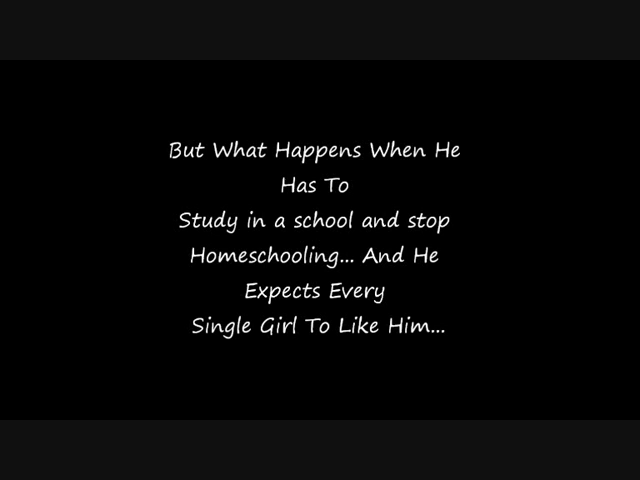 But What Happens When He
Has To
Study in a school and stop
Homeschooling... And He
Expects Every
Single Girl To Like Him...